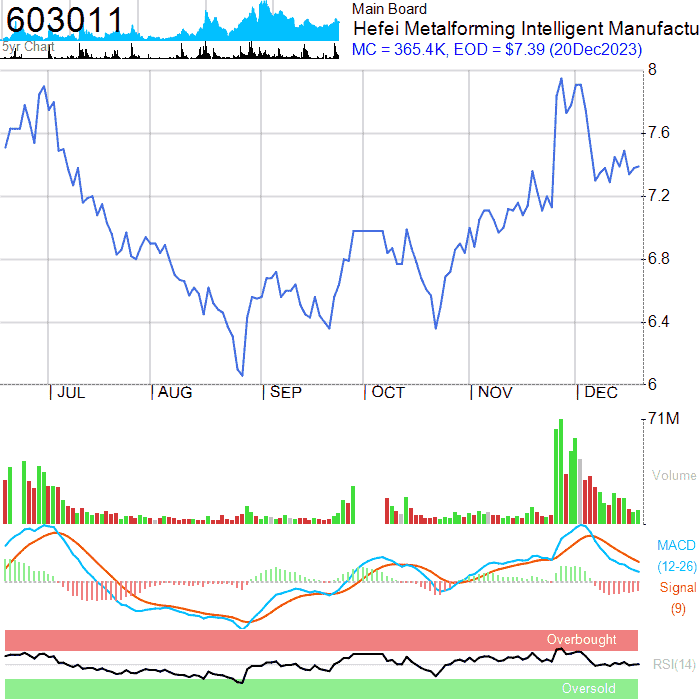 603011
5yr Chart
Main Board
Hefei Metalforming Intelligent Manufactu
MC = 365.4K, EOD = $7.39 (20Dec2023)
8
7.6
7.2
6.8
6.4
6
JUL AUG SEP OCT NOV DEC
71M
Volume
MACD
(12-26)
Signal
(9)
Overbought
RSI(14)
Oversold